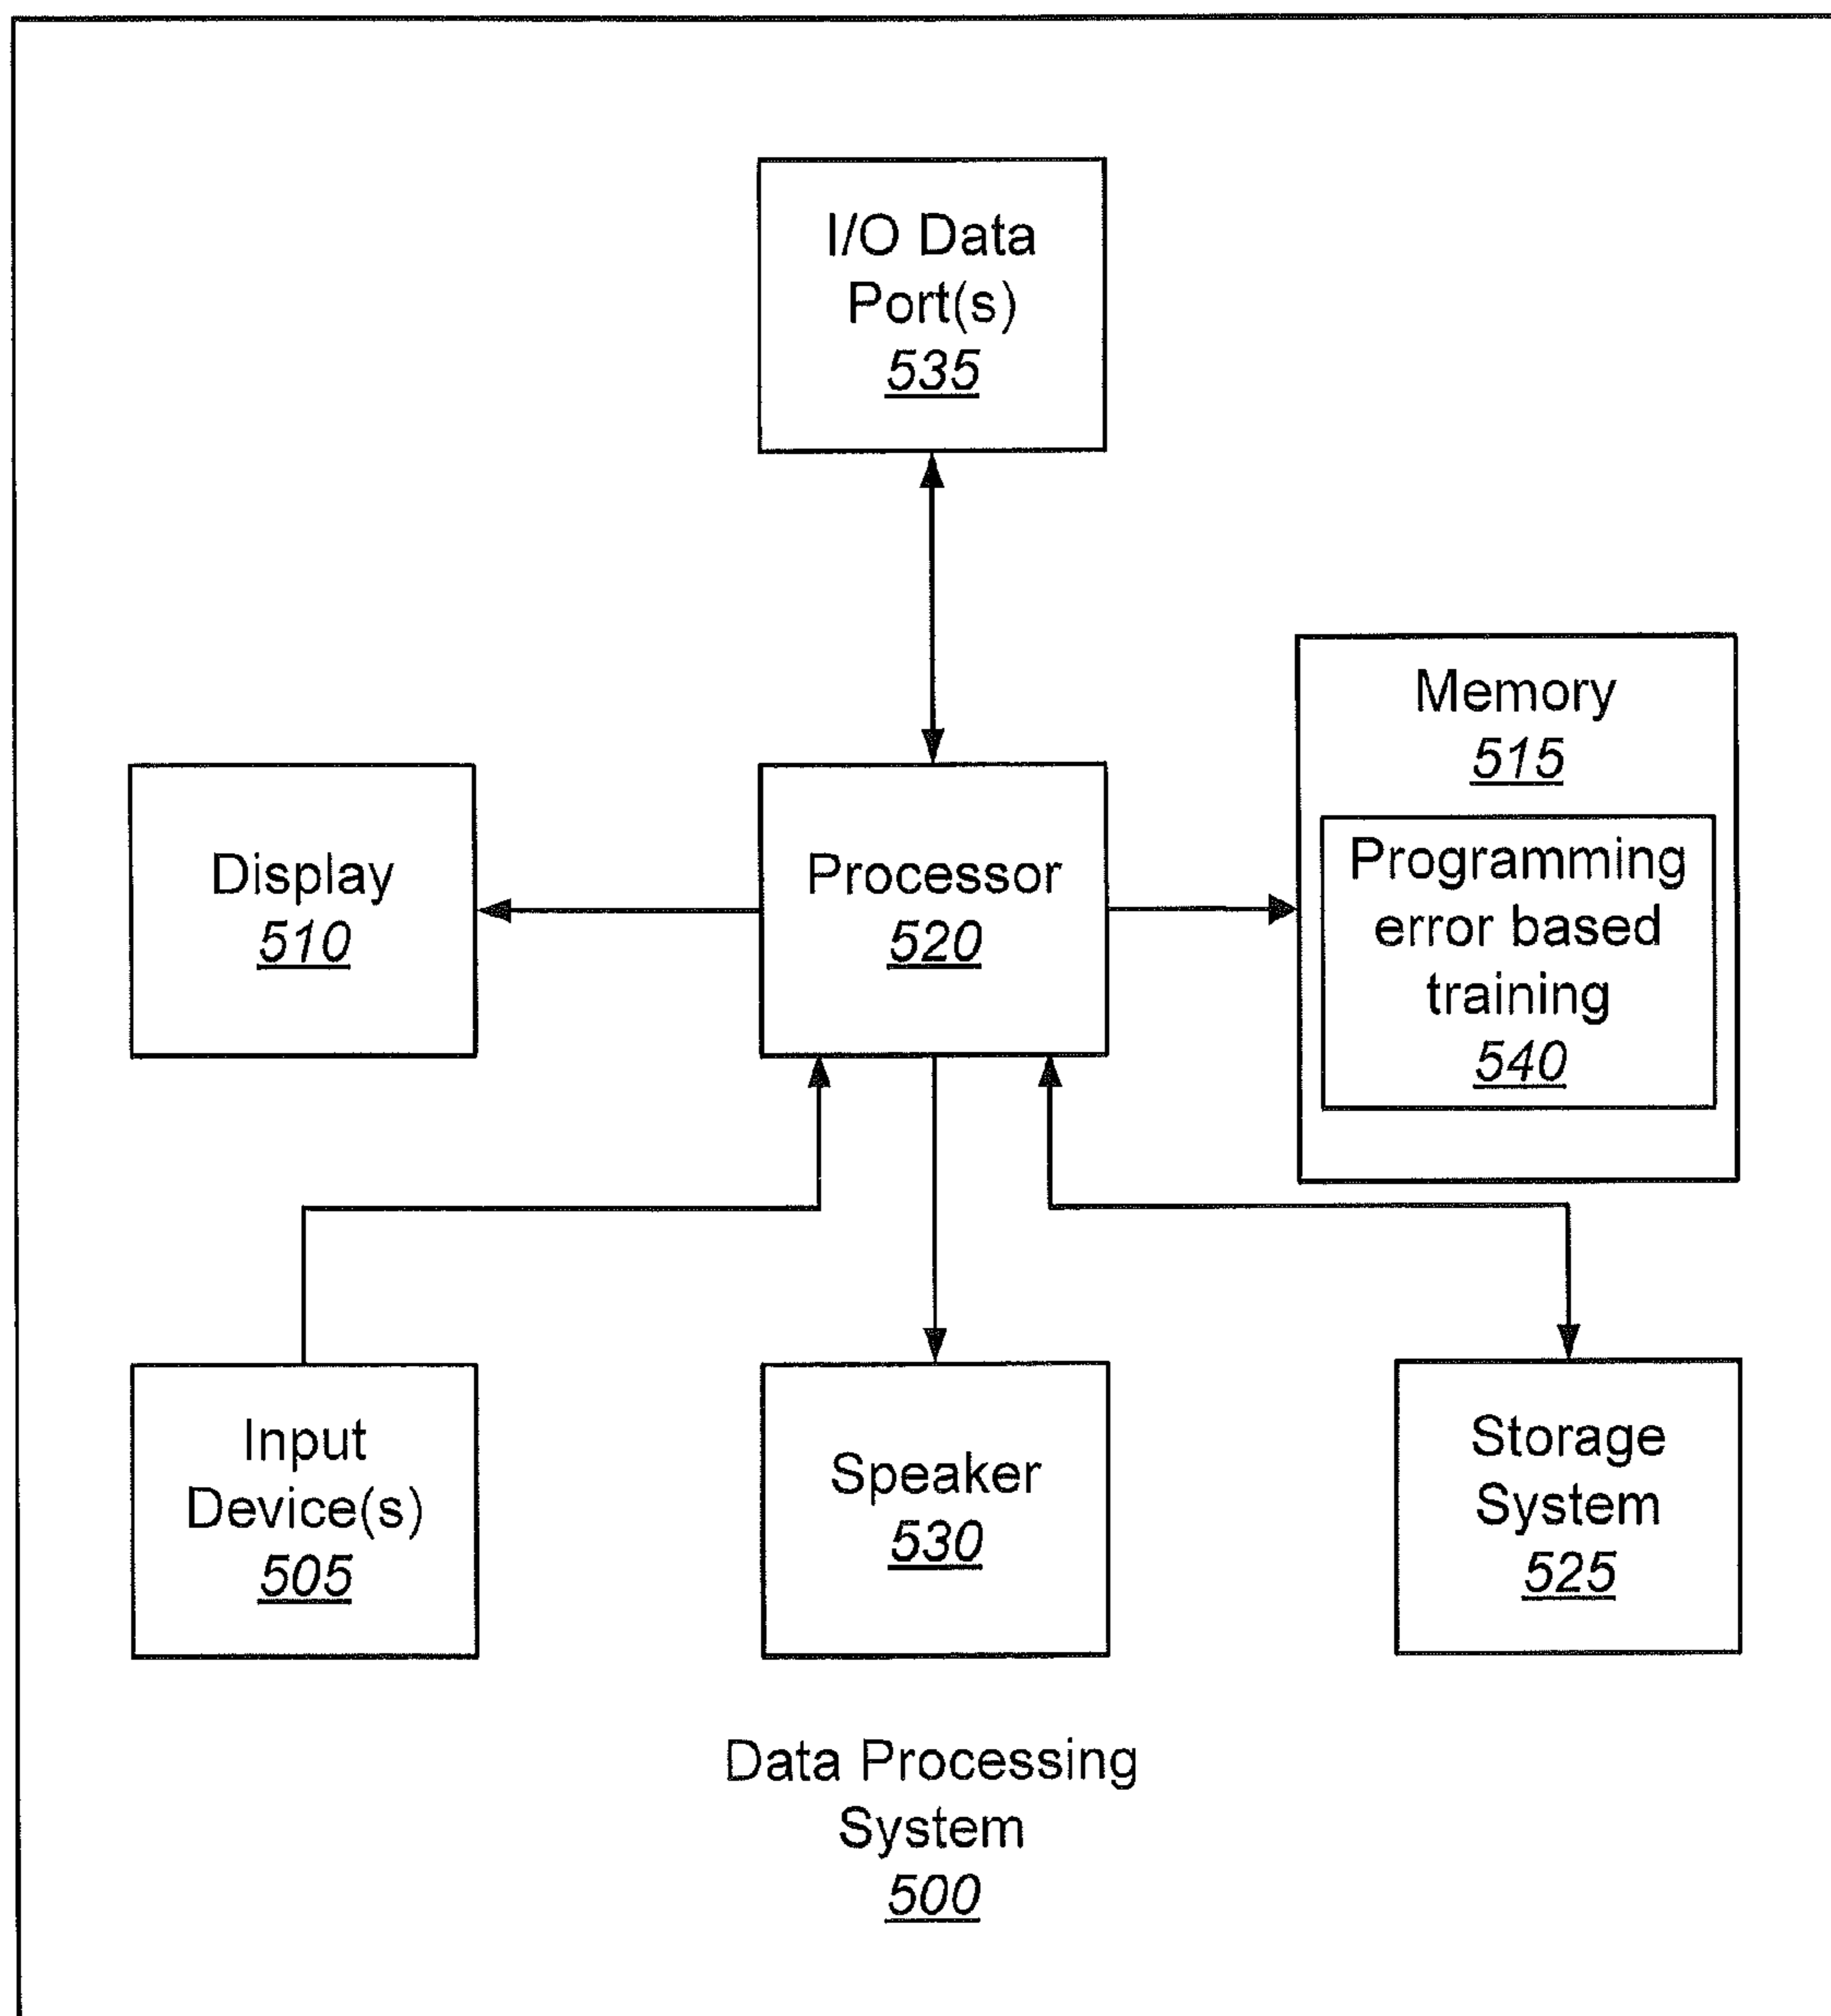 I/O Data
Port(s)
535
Memory
515
Programming
error based
training
540
Display
510
Processor
520
Input
Device(s)
505
Speaker
530
Storage
System
525
Data Processing
System
500